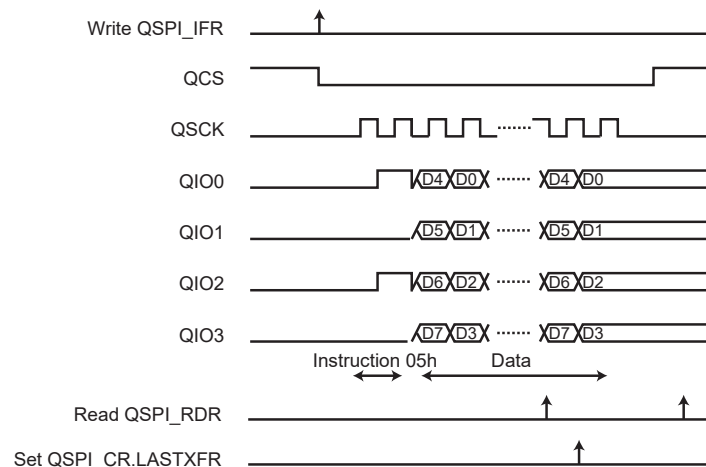 Write QSPI_IFR
QCS
QSCK
QIO0 D4 D0 D4 D0
QIO1 D5 D1 D5 D1
QIO2 D6 D2 D6 D2
QIO3 D7 D3 D7 D3
Instruction 05h Data
Read QSPI_RDR
Set QSPI_CR.LASTXFR